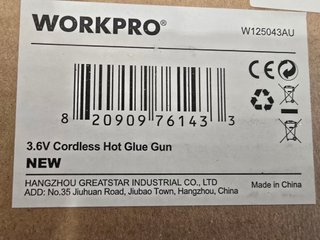 WORKPRO® W125043AU
8 20909 76143 3
3.6V Cordless Hot Glue Gun
NEW
HANGZHOU GREATSTAR INDUSTRIAL CO., LTD
ADD: No.35 Jiuhuan Road, Jiubao Town, Hangzhou, China Made in China